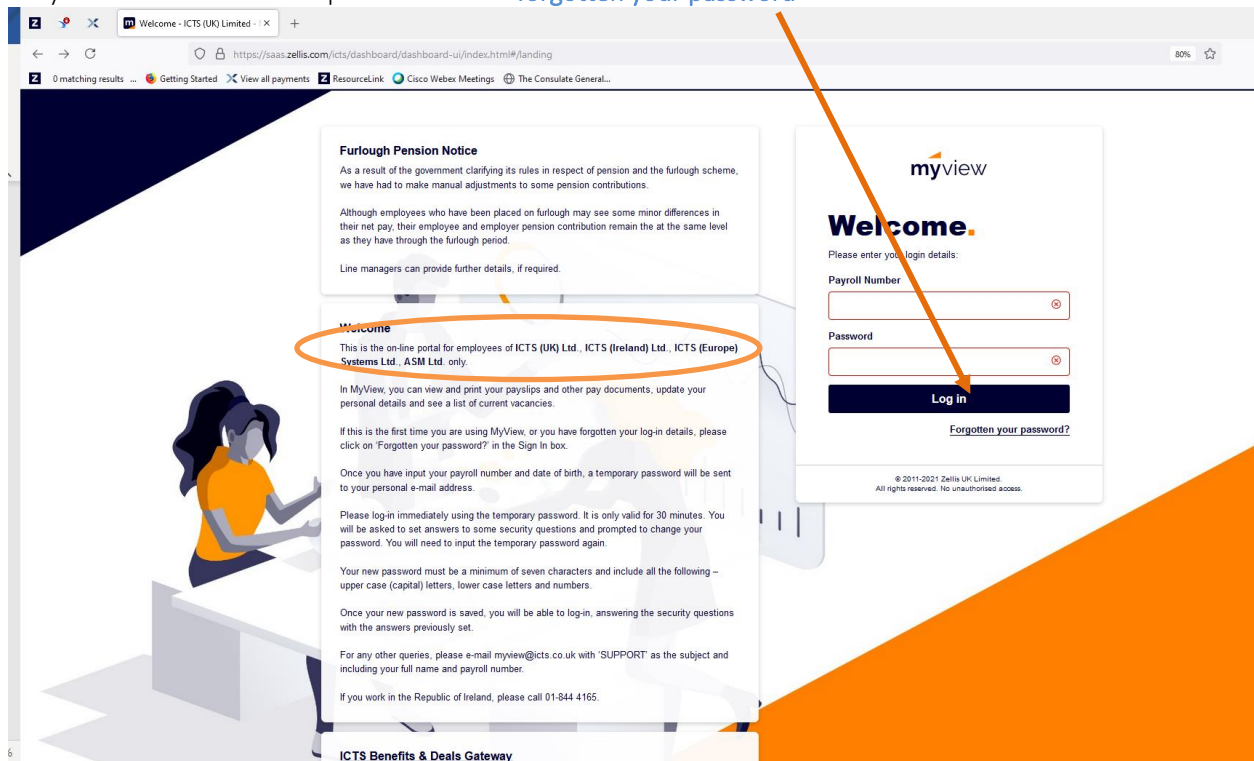 forgotten your password
Welcome - ICTS (UK) Limited -
https://saas.zellis.com/icts/dashboard/dashboard-ui/index.html#/landing
80%
0 matching results ...
Getting Started
View all payments
ResourceLink
Cisco Webex Meetings
The Consulate General...
Furlough Pension Notice
As a result of the government clarifying its rules in respect of pension and the furlough scheme,
we have had to make manual adjustments to some pension contributions.
Although employees who have been placed on furlough may see some minor differences in
their net pay, their employee and employer pension contribution remain the at the same level
as they have through the furlough period.
Line managers can provide further details, if required.
Welcome
This is the on-line portal for employees of ICTS (UK) Ltd., ICTS (Ireland) Ltd., ICTS (Europe)
Systems Ltd., ASM Ltd. only.
In MyView, you can view and print your payslips and other pay documents, update your
personal details and see a list of current vacancies.
If this is the first time you are using MyView, or you have forgotten your log-in details, please
click on 'Forgotten your password?' in the Sign In box.
Once you have input your payroll number and date of birth, a temporary password will be sent
to your personal e-mail address.
Please log-in immediately using the temporary password. It is only valid for 30 minutes. You
will be asked to set answers to some security questions and prompted to change your
password. You will need to input the temporary password again.
Your new password must be a minimum of seven characters and include all the following –
upper case (capital) letters, lower case letters and numbers.
Once your new password is saved, you will be able to log-in, answering the security questions
with the answers previously set.
For any other queries, please e-mail myview@icts.co.uk with 'SUPPORT' as the subject and
including your full name and payroll number.
If you work in the Republic of Ireland, please call 01-844 4165.
ICTS Benefits & Deals Gateway
myview
Welcome.
Please enter your login details:
Payroll Number
Password
Log in
Forgotten your password?
© 2011-2021 Zellis UK Limited.
All rights reserved. No unauthorised access.